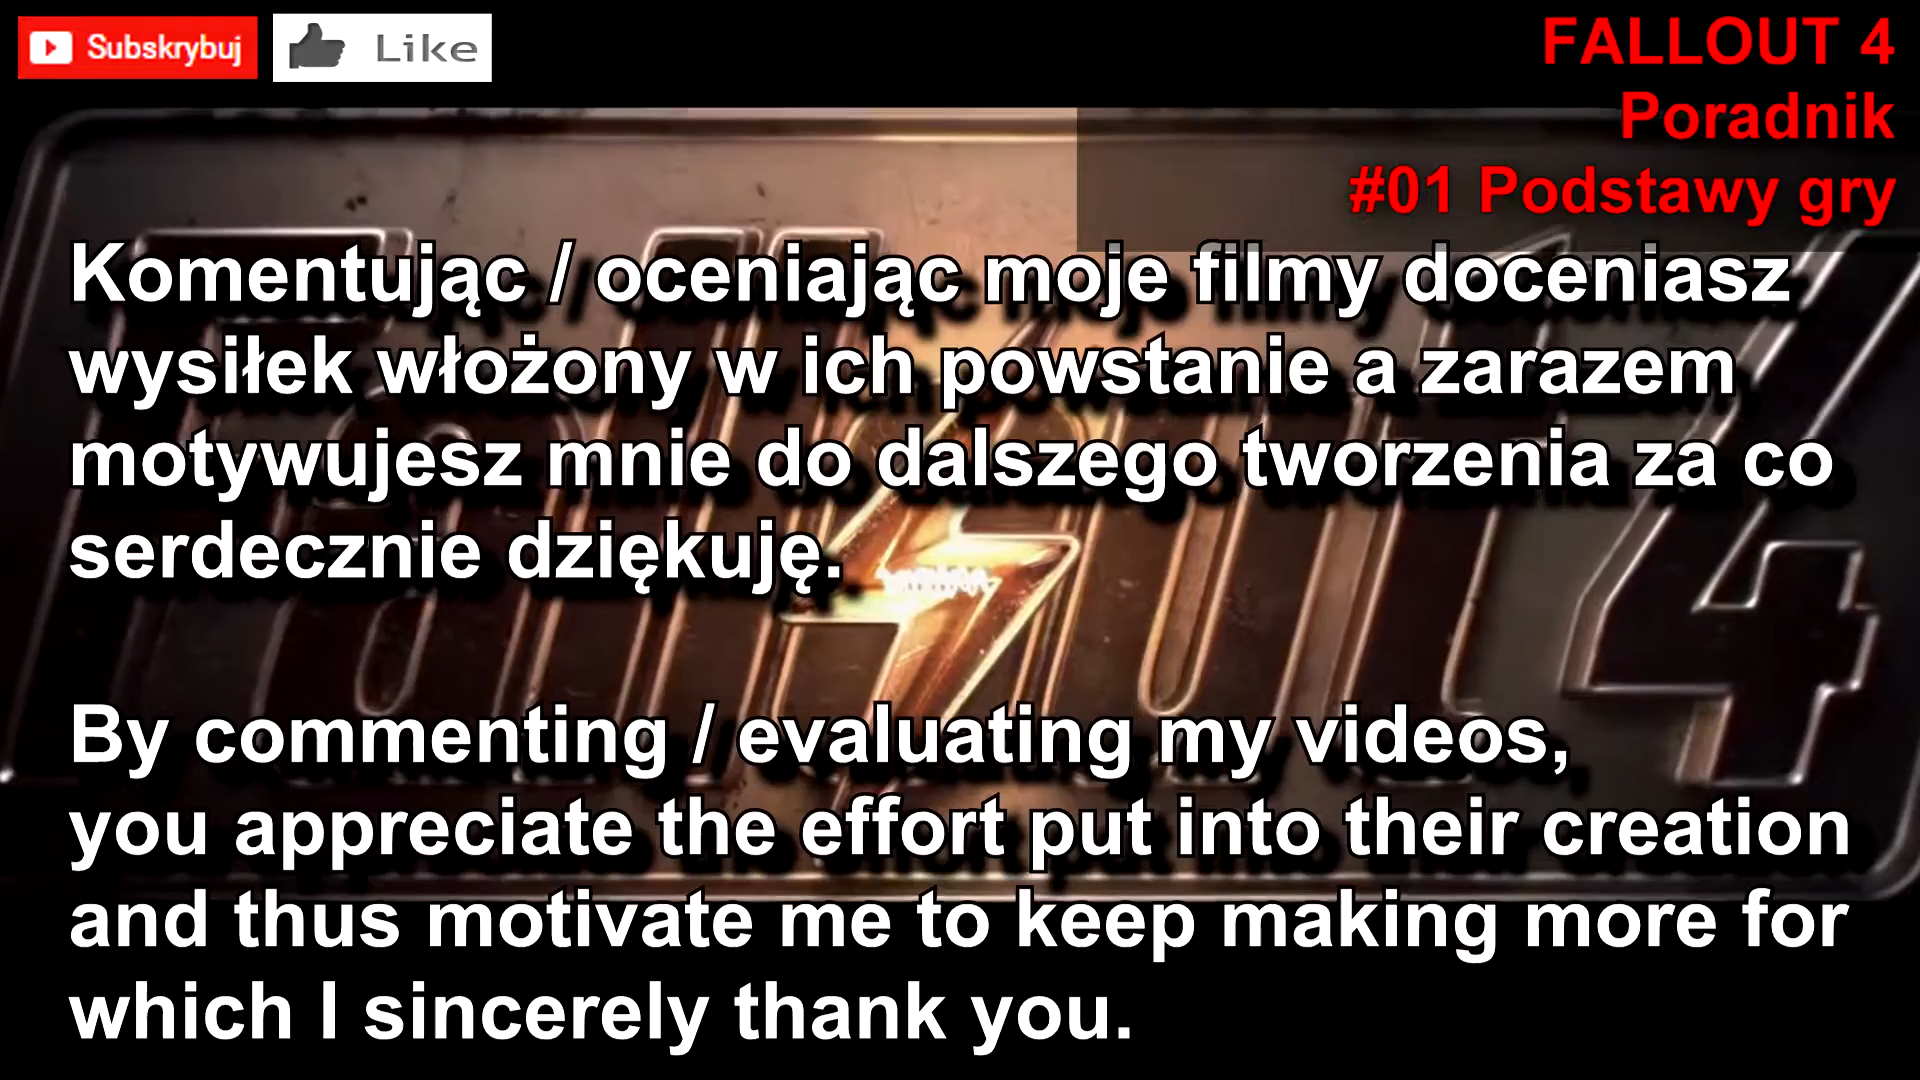 Subskrybuj
Like
FALLOUT 4
Poradnik
#01 Podstawy gry
Komentując / oceniając moje filmy doceniasz
wysiłek włożony w ich powstanie a zarazem
motywujesz mnie do dalszego tworzenia za co
serdecznie dziękuję.
By commenting / evaluating my videos,
you appreciate the effort put into their creation
and thus motivate me to keep making more for
which I sincerely thank you.
Fallout 4